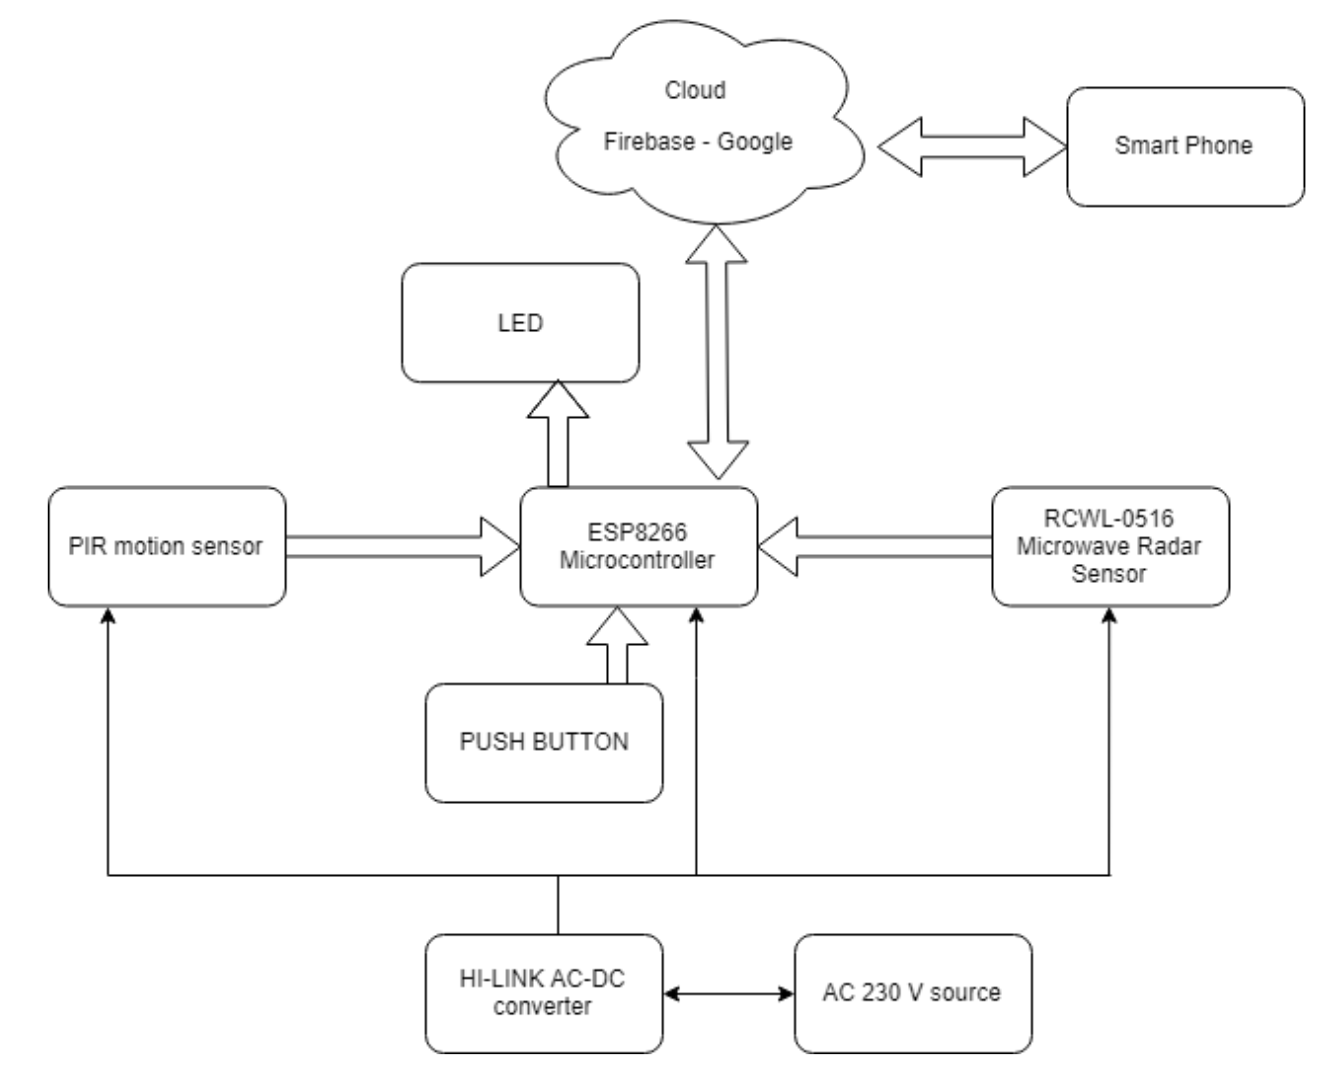 Cloud
Firebase - Google
Smart Phone
LED
PIR motion sensor
ESP8266
Microcontroller
RCWL-0516
Microwave Radar
Sensor
PUSH BUTTON
HI-LINK AC-DC
converter
AC 230 V source